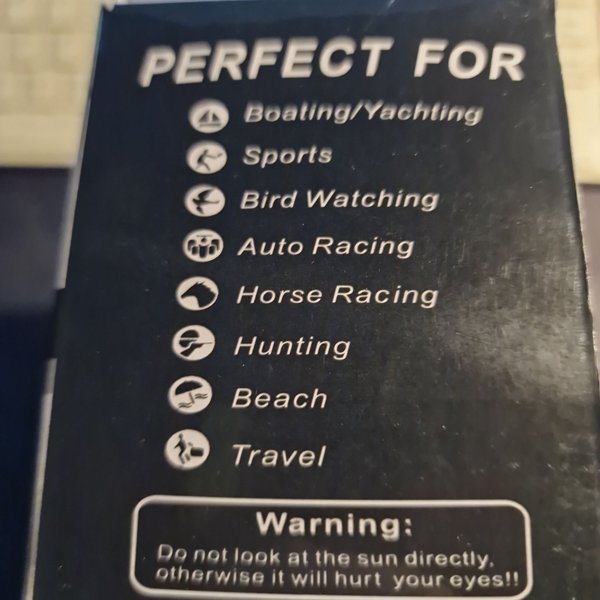 PERFECT FOR
Boating/Yachting
Sports
Bird Watching
Auto Racing
Horse Racing
Hunting
Beach
Travel
Warning:
Do not look at the sun directly,
otherwise it will hurt your eyes!!